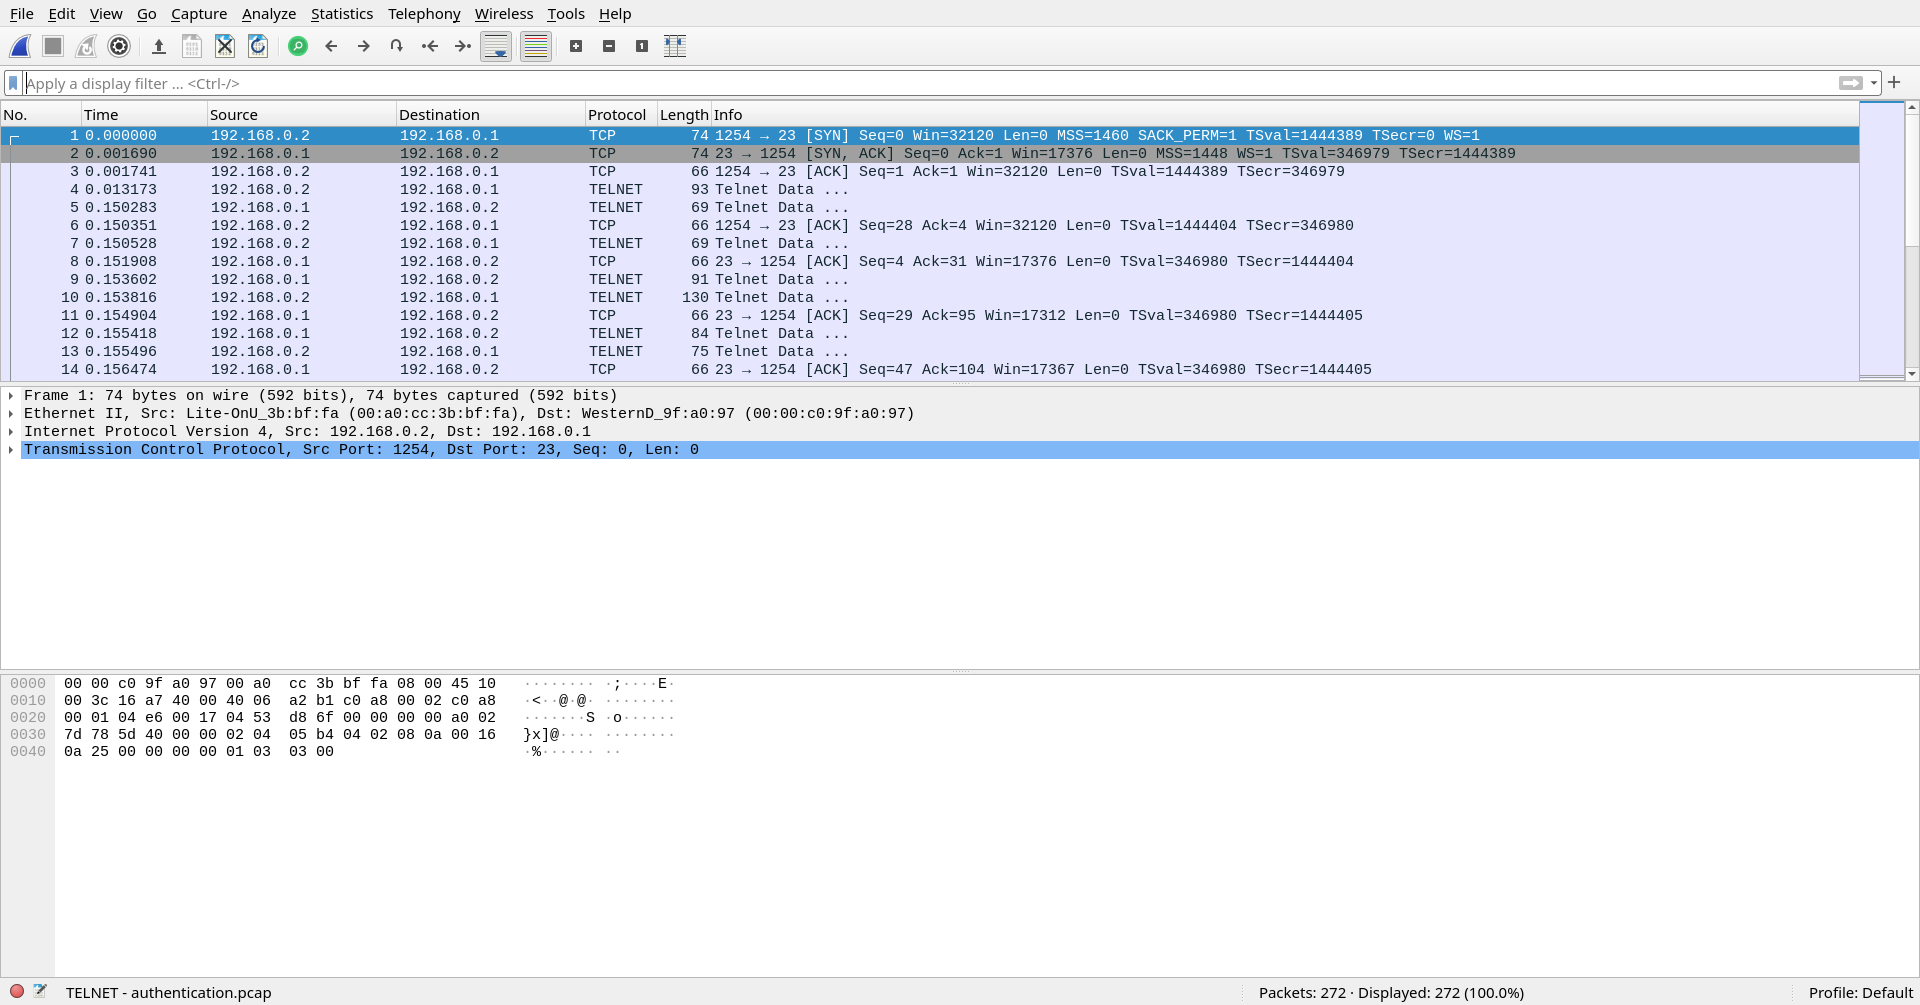 File Edit View Go Capture Analyze Statistics Telephony Wireless Tools Help
Apply a display filter ... <Ctrl-/>
No. Time Source Destination Protocol Length Info
1 0.000000 192.168.0.2 192.168.0.1 TCP 74 1254 → 23 [SYN] Seq=0 Win=32120 Len=0 MSS=1460 SACK_PERM=1 TSval=1444389 TSecr=0 WS=1
2 0.001690 192.168.0.1 192.168.0.2 TCP 74 23 → 1254 [SYN, ACK] Seq=0 Ack=1 Win=17376 Len=0 MSS=1448 WS=1 TSval=346979 TSecr=1444389
3 0.001741 192.168.0.2 192.168.0.1 TCP 66 1254 → 23 [ACK] Seq=1 Ack=1 Win=32120 Len=0 TSval=1444389 TSecr=346979
4 0.013173 192.168.0.2 192.168.0.1 TELNET 93 Telnet Data ...
5 0.150283 192.168.0.1 192.168.0.2 TELNET 69 Telnet Data ...
6 0.150351 192.168.0.2 192.168.0.1 TCP 66 1254 → 23 [ACK] Seq=28 Ack=4 Win=32120 Len=0 TSval=1444404 TSecr=346980
7 0.150528 192.168.0.2 192.168.0.1 TELNET 69 Telnet Data ...
8 0.151908 192.168.0.1 192.168.0.2 TCP 66 23 → 1254 [ACK] Seq=4 Ack=31 Win=17376 Len=0 TSval=346980 TSecr=1444404
9 0.153602 192.168.0.1 192.168.0.2 TELNET 91 Telnet Data ...
10 0.153816 192.168.0.2 192.168.0.1 TELNET 130 Telnet Data ...
11 0.154904 192.168.0.1 192.168.0.2 TCP 66 23 → 1254 [ACK] Seq=29 Ack=95 Win=17312 Len=0 TSval=346980 TSecr=1444405
12 0.155418 192.168.0.1 192.168.0.2 TELNET 84 Telnet Data ...
13 0.155496 192.168.0.2 192.168.0.1 TELNET 75 Telnet Data ...
14 0.156474 192.168.0.1 192.168.0.2 TCP 66 23 → 1254 [ACK] Seq=47 Ack=104 Win=17367 Len=0 TSval=346980 TSecr=1444405
Frame 1: 74 bytes on wire (592 bits), 74 bytes captured (592 bits)
Ethernet II, Src: Lite-OnU_3b:bf:fa (00:a0:cc:3b:bf:fa), Dst: WesternD_9f:a0:97 (00:00:c0:9f:a0:97)
Internet Protocol Version 4, Src: 192.168.0.2, Dst: 192.168.0.1
Transmission Control Protocol, Src Port: 1254, Dst Port: 23, Seq: 0, Len: 0
0000 00 00 c0 9f a0 97 00 a0 cc 3b bf fa 08 00 45 10 ········ ·;····E·
0010 00 3c 16 a7 40 00 40 06 a2 b1 c0 a8 00 02 c0 a8 ·<··@·@· ········
0020 00 01 04 e6 00 17 04 53 d8 6f 00 00 00 00 a0 02 ·······S ·o······
0030 7d 78 5d 40 00 00 02 04 05 b4 04 02 08 0a 00 16 }x]@···· ········
0040 0a 25 00 00 00 00 01 03 03 00 ·%······ ··
TELNET - authentication.pcap Packets: 272 · Displayed: 272 (100.0%) Profile: Default